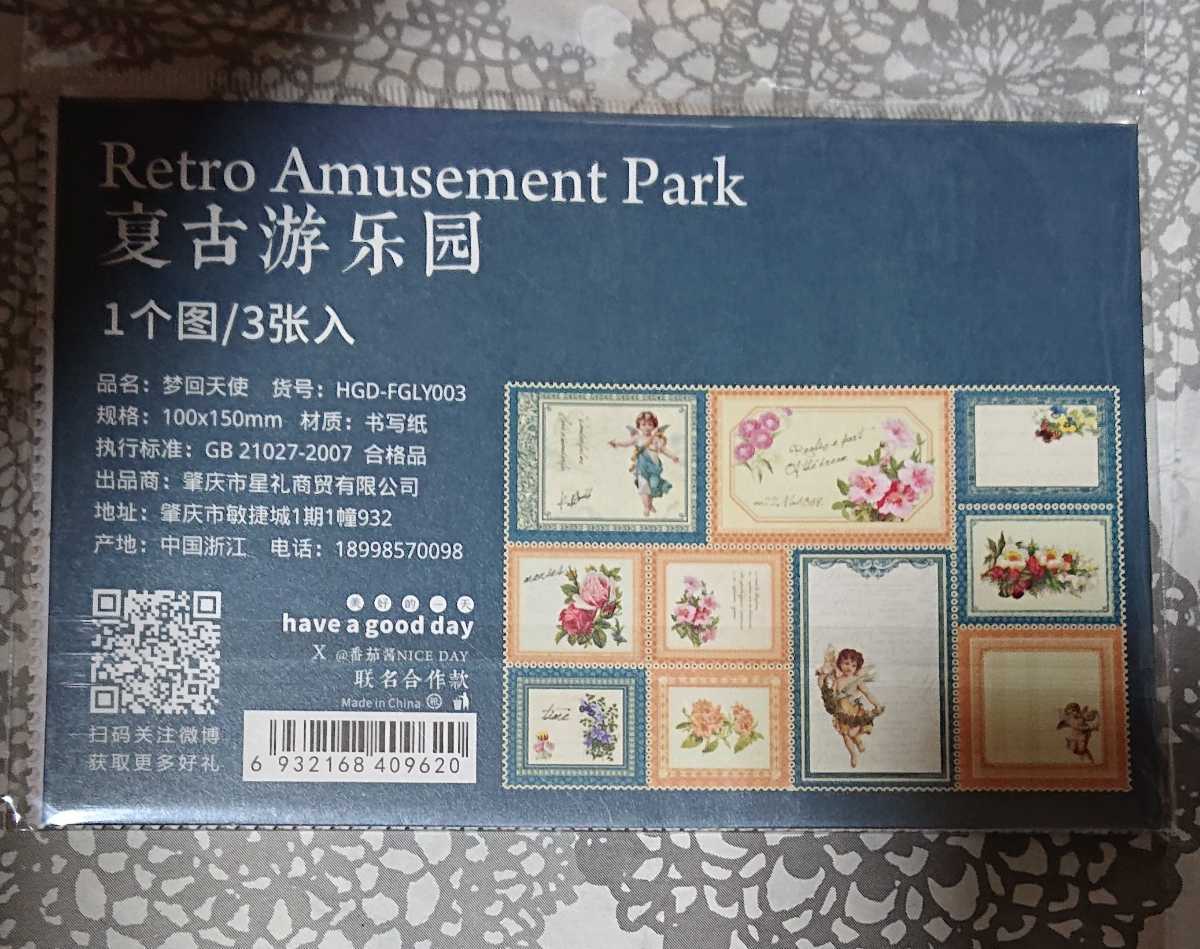 Retro Amusement Park
复古游乐园
1个图/3张入
品名：梦回天使 货号：HGD-FGLY003
规格：100x150mm 材质：书写纸
执行标准：GB 21027-2007 合格品
出品商：肇庆市星礼商贸有限公司
地址：肇庆市敏捷城1期1幢932
产地：中国浙江 电话：18998570098
美好的一天
have a good day
X @番茄酱NICE DAY
联名合作款
Made in China
扫码关注微博
获取更多好礼
6 932168 409620
time